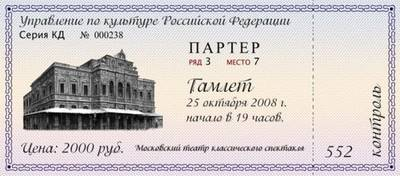 Управление по культуре Российской Федерации
Серия КД № 000238
ПАРТЕР
РЯД 3 МЕСТО 7
Гамлет
25 октября 2008 г.
начало в 19 часов.
Цена: 2000 руб.
Московский театр классического спектакля
552
контроль